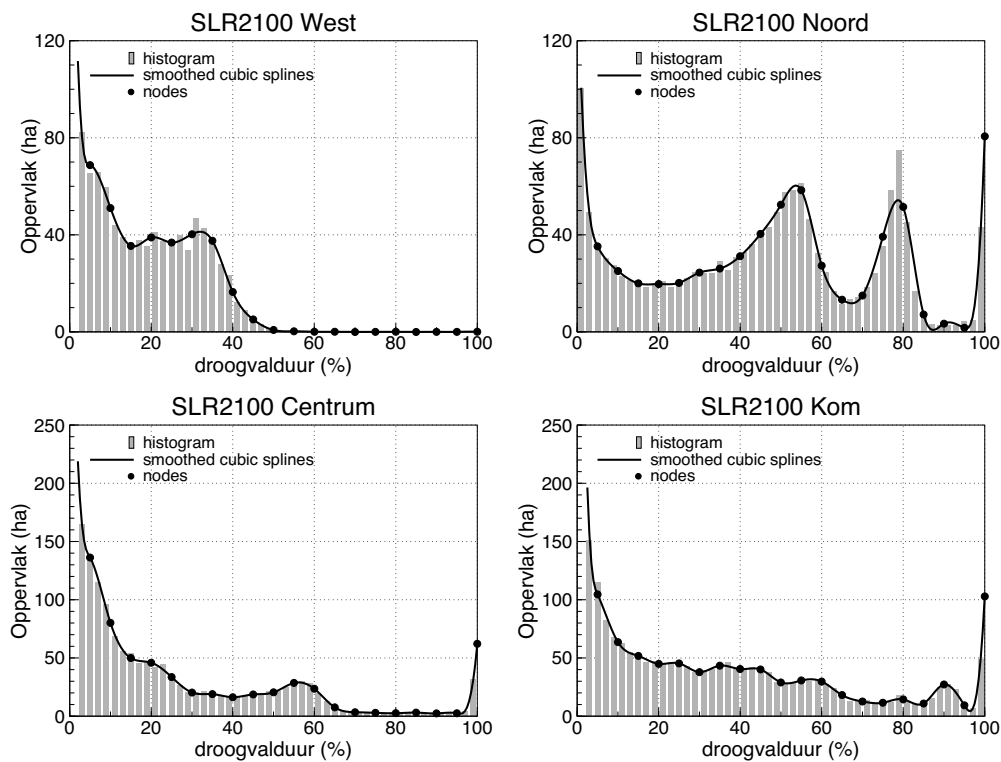 SLR2100 West
120
80
40
0
Oppervlak (ha)
histogram
smoothed cubic splines
nodes
0 20 40 60 80 100
droogvalduur (%)
SLR2100 Noord
120
80
40
0
Oppervlak (ha)
histogram
smoothed cubic splines
nodes
0 20 40 60 80 100
droogvalduur (%)
SLR2100 Centrum
250
200
150
100
50
0
Oppervlak (ha)
histogram
smoothed cubic splines
nodes
0 20 40 60 80 100
droogvalduur (%)
SLR2100 Kom
250
200
150
100
50
0
Oppervlak (ha)
histogram
smoothed cubic splines
nodes
0 20 40 60 80 100
droogvalduur (%)